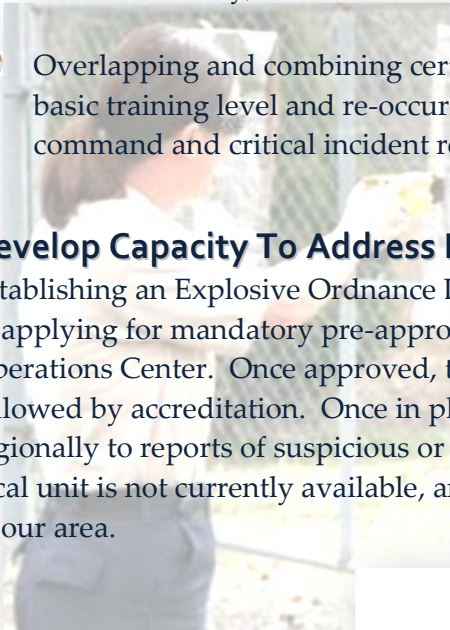 Overlapping and combining cer
basic training level and re-occur
command and critical incident r
evelop Capacity To Address
tablishing an Explosive Ordnance
applying for mandatory pre-appro
perations Center. Once approved, t
llowed by accreditation. Once in pl
gionally to reports of suspicious or
cal unit is not currently available, a
our area.